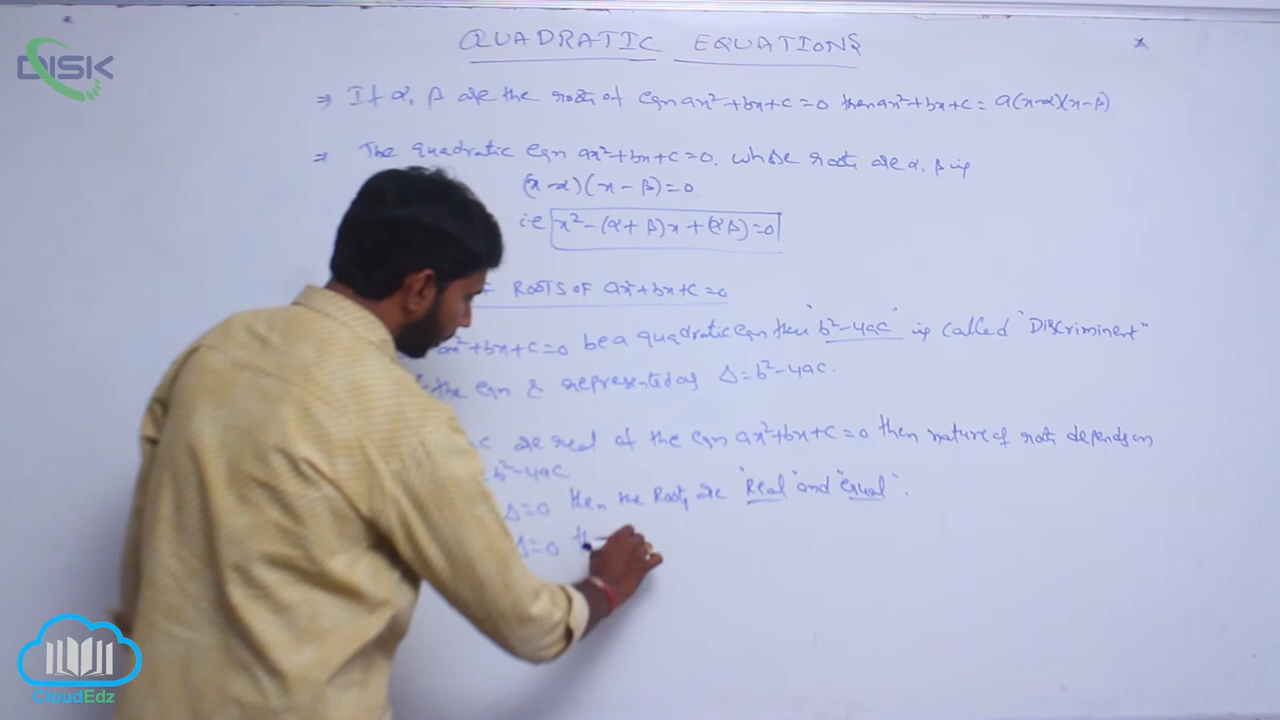 DISK
QUADRATIC EQUATIONS
⇒ If α, β are the roots of eqn ax²+bx+c=0 then ax²+bx+c = a(x-α)(x-β)
⇒ The quadratic eqn ax²+bx+c=0. whose roots are α, β is
(x-α)(x-β)=0
i.e x²-(α+β)x+(αβ)=0
ROOTS OF ax²+bx+c=0
ax²+bx+c=0 be a quadratic eqn then "b²-4ac" is called "Discriminent"
the eqn & represented as Δ=b²-4ac.
c are real of the eqn ax²+bx+c=0 then nature of roots depends on
b²-4ac
Δ=0 then the Roots are "Real" and "equal".
Δ=0
CloudEdz